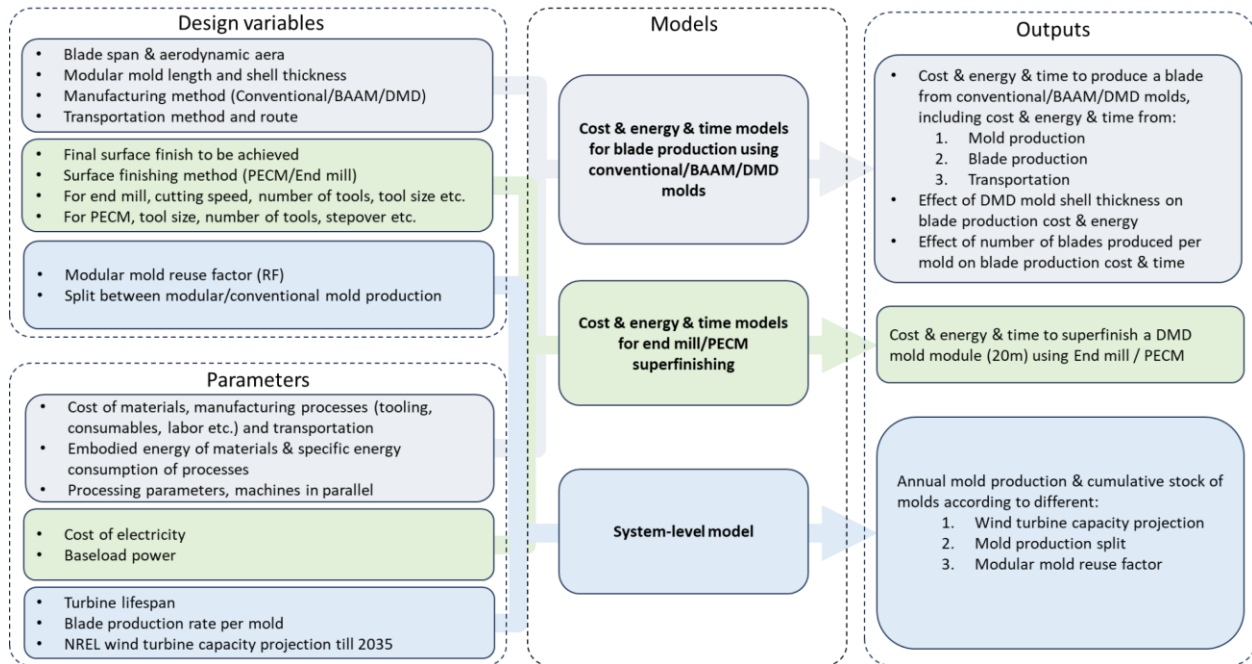 Design variables
• Blade span & aerodynamic aera
• Modular mold length and shell thickness
• Manufacturing method (Conventional/BAAM/DMD)
• Transportation method and route
• Final surface finish to be achieved
• Surface finishing method (PECM/End mill)
• For end mill, cutting speed, number of tools, tool size etc.
• For PECM, tool size, number of tools, stepover etc.
• Modular mold reuse factor (RF)
• Split between modular/conventional mold production
Parameters
• Cost of materials, manufacturing processes (tooling,
consumables, labor etc.) and transportation
• Embodied energy of materials & specific energy
consumption of processes
• Processing parameters, machines in parallel
• Cost of electricity
• Baseload power
• Turbine lifespan
• Blade production rate per mold
• NREL wind turbine capacity projection till 2035
Models
Cost & energy & time models
for blade production using
conventional/BAAM/DMD
molds
Cost & energy & time models
for end mill/PECM
superfinishing
System-level model
Outputs
• Cost & energy & time to produce a blade
from conventional/BAAM/DMD molds,
including cost & energy & time from:
1. Mold production
2. Blade production
3. Transportation
• Effect of DMD mold shell thickness on
blade production cost & energy
• Effect of number of blades produced per
mold on blade production cost & time
Cost & energy & time to superfinish a DMD
mold module (20m) using End mill / PECM
Annual mold production & cumulative stock of
molds according to different:
1. Wind turbine capacity projection
2. Mold production split
3. Modular mold reuse factor